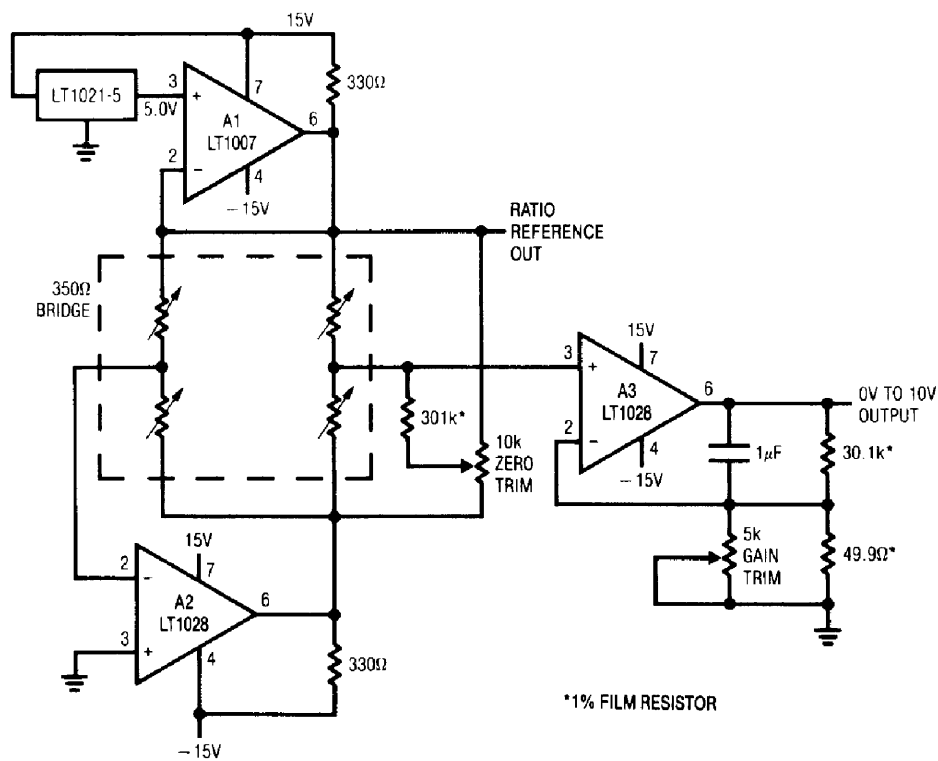 15V
330Ω
LT1021-5
5.0V
3
+
7
A1
LT1007
6
2
−
4
−15V
RATIO
REFERENCE
OUT
350Ω
BRIDGE
301k*
10k
ZERO
TRIM
15V
3
+
7
A3
LT1028
6
2
−
4
−15V
0V TO 10V
OUTPUT
1µF
30.1k*
5k
GAIN
TRIM
49.9Ω*
15V
2
−
7
A2
LT1028
6
3
+
4
330Ω
−15V
*1% FILM RESISTOR